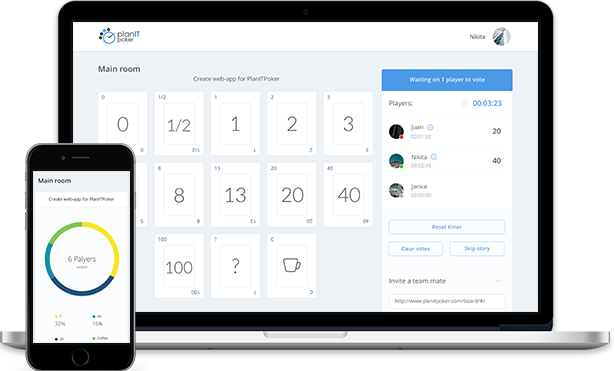 planIT
poker
Nikita
Main room
Create web-app for PlanITPoker
Waiting on 1 player to vote
Players:
00:03:23
0
0
0
1/2
1/2
1/2
1
1
1
2
2
2
3
3
3
Juan
00:01:32
20
Nikita
00:02:45
40
Janice
00:00:00
8
8
8
13
13
13
20
20
20
40
40
40
Reset timer
Clear votes
Skip story
100
100
100
?
?
?
C
C
Invite a team mate
http://www.planitpoker.com/board/#/
Main room
Create web-app for PlanITPoker
6 Palyers
voted
?
32%
40
16%
20
Coffee